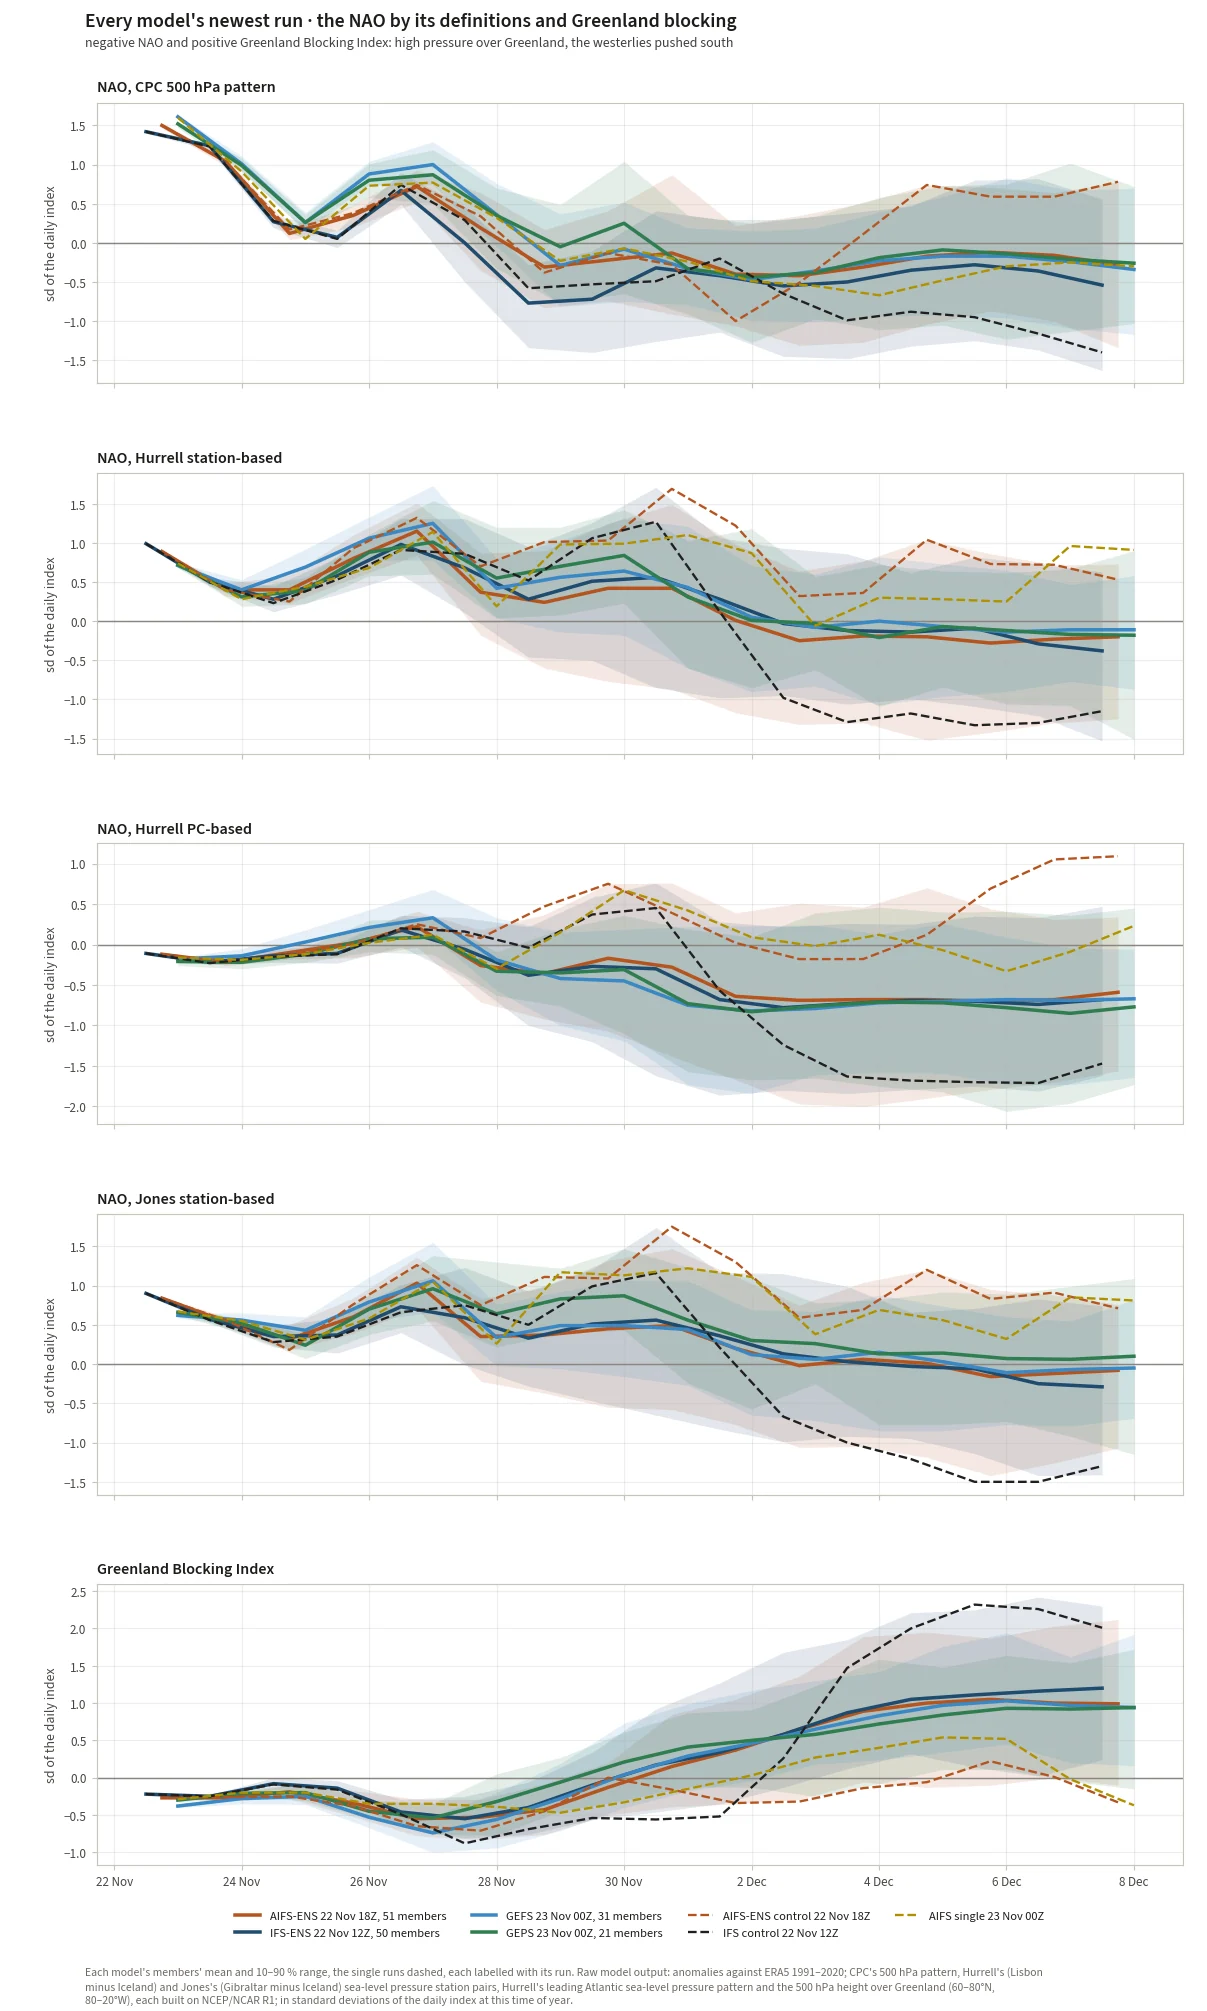 Every model's newest run · the NAO by its definitions and Greenland blocking
negative NAO and positive Greenland Blocking Index: high pressure over Greenland, the westerlies pushed south
NAO, CPC 500 hPa pattern
sd of the daily index
1.5
1.0
0.5
0.0
−0.5
−1.0
−1.5
NAO, Hurrell station-based
sd of the daily index
1.5
1.0
0.5
0.0
−0.5
−1.0
−1.5
NAO, Hurrell PC-based
sd of the daily index
1.0
0.5
0.0
−0.5
−1.0
−1.5
−2.0
NAO, Jones station-based
sd of the daily index
1.5
1.0
0.5
0.0
−0.5
−1.0
−1.5
Greenland Blocking Index
sd of the daily index
2.5
2.0
1.5
1.0
0.5
0.0
−0.5
−1.0
22 Nov 24 Nov 26 Nov 28 Nov 30 Nov 2 Dec 4 Dec 6 Dec 8 Dec
AIFS-ENS 22 Nov 18Z, 51 members GEFS 23 Nov 00Z, 31 members AIFS-ENS control 22 Nov 18Z AIFS single 23 Nov 00Z
IFS-ENS 22 Nov 12Z, 50 members GEPS 23 Nov 00Z, 21 members IFS control 22 Nov 12Z
Each model's members' mean and 10–90 % range, the single runs dashed, each labelled with its run. Raw model output: anomalies against ERA5 1991–2020; CPC's 500 hPa pattern, Hurrell's (Lisbon
minus Iceland) and Jones's (Gibraltar minus Iceland) sea-level pressure station pairs, Hurrell's leading Atlantic sea-level pressure pattern and the 500 hPa height over Greenland (60–80°N,
80–20°W), each built on NCEP/NCAR R1; in standard deviations of the daily index at this time of year.